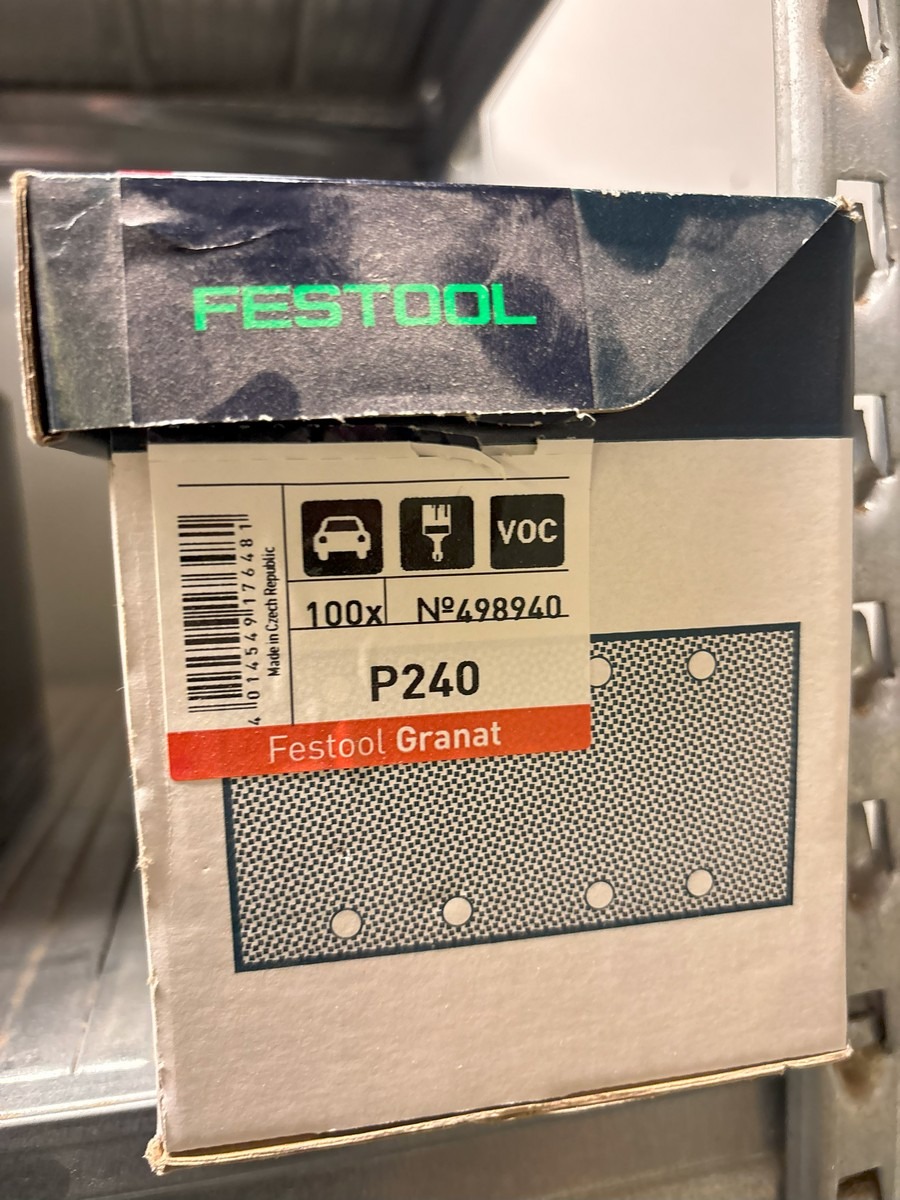 FESTOOL
VOC
100x
Nº498940
P240
Festool Granat
Made in Czech Republic
4 014549 176481